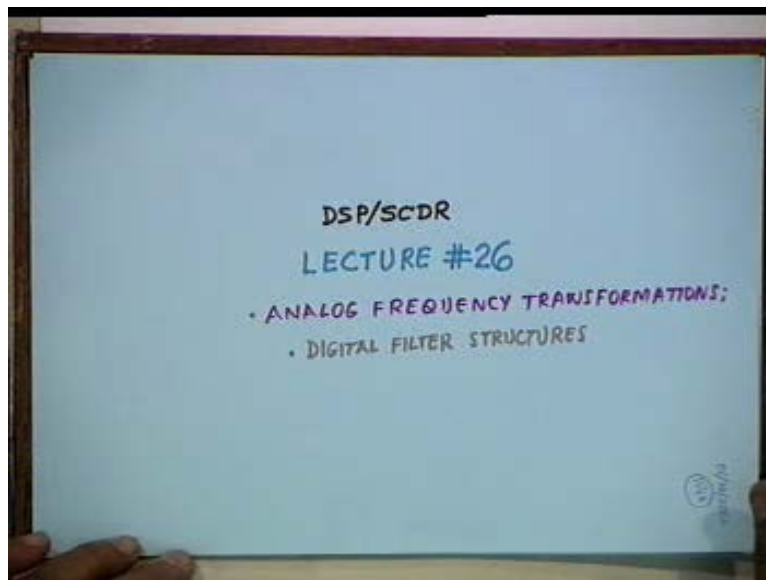 DSP/SCDR
LECTURE #26
• ANALOG FREQUENCY TRANSFORMATIONS;
• DIGITAL FILTER STRUCTURES